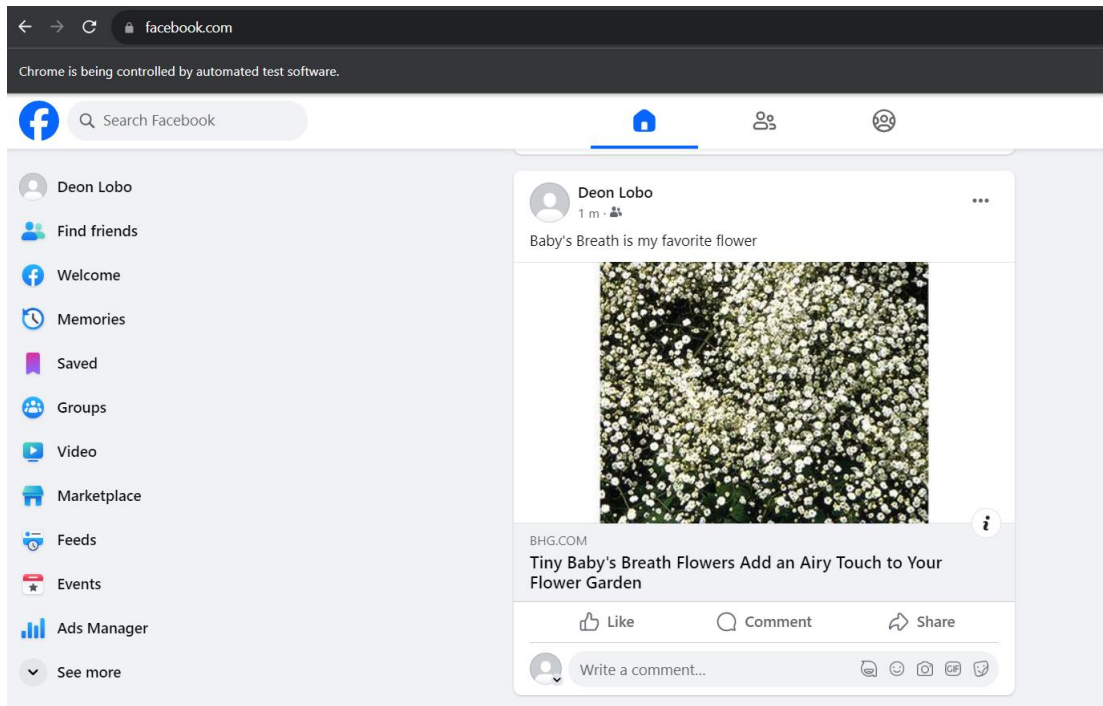 facebook.com
Chrome is being controlled by automated test software.
Search Facebook
Deon Lobo
Find friends
Welcome
Memories
Saved
Groups
Video
Marketplace
Feeds
Events
Ads Manager
See more
Deon Lobo
1 m ·
Baby's Breath is my favorite flower
BHG.COM
Tiny Baby's Breath Flowers Add an Airy Touch to Your
Flower Garden
Like Comment Share
Write a comment...
GIF